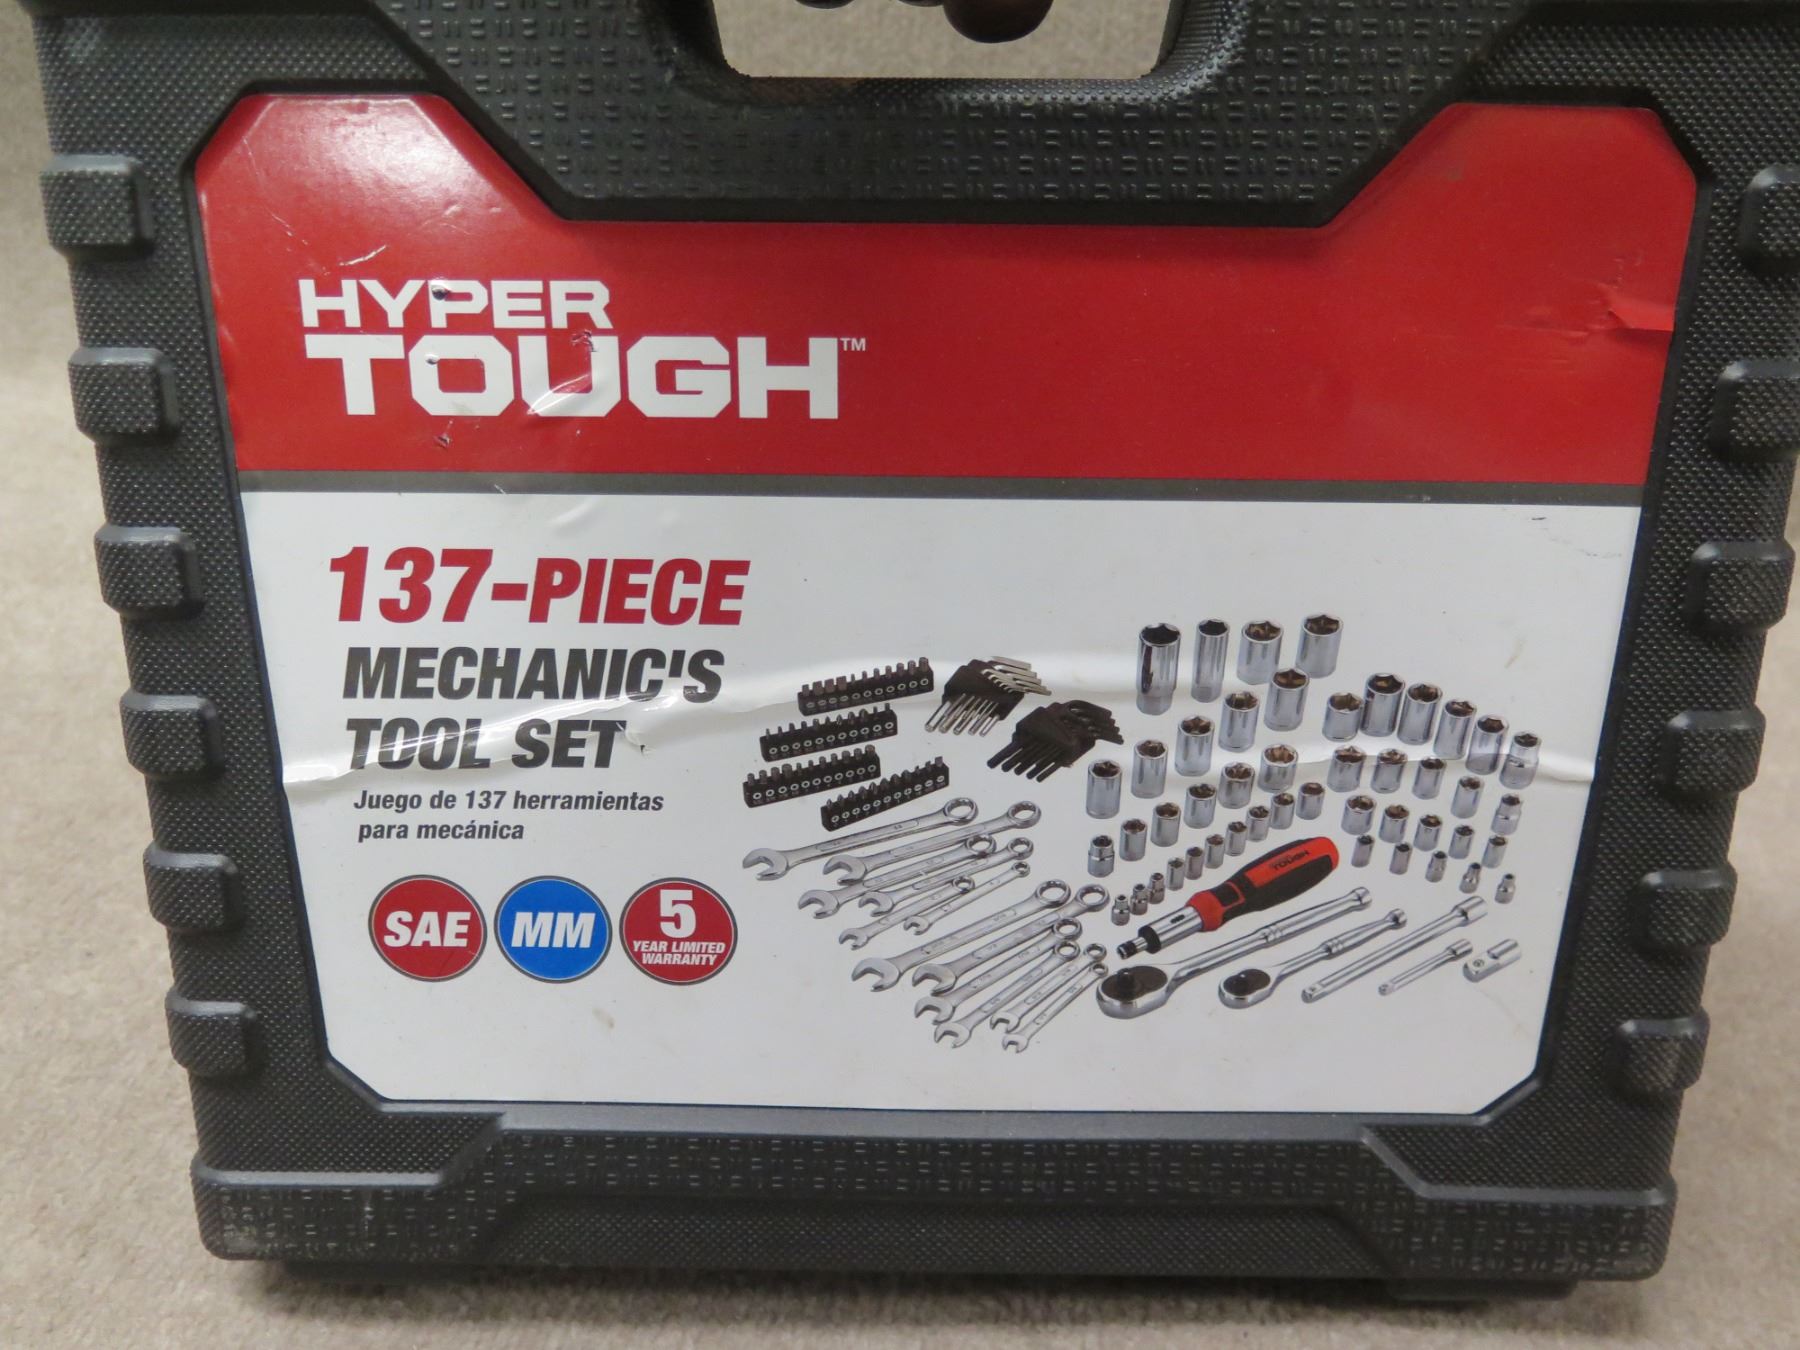 HYPER
TOUGH™
137-PIECE
MECHANIC'S
TOOL SET
Juego de 137 herramientas
para mecánica
SAE
MM
5
YEAR LIMITED
WARRANTY
TOUGH